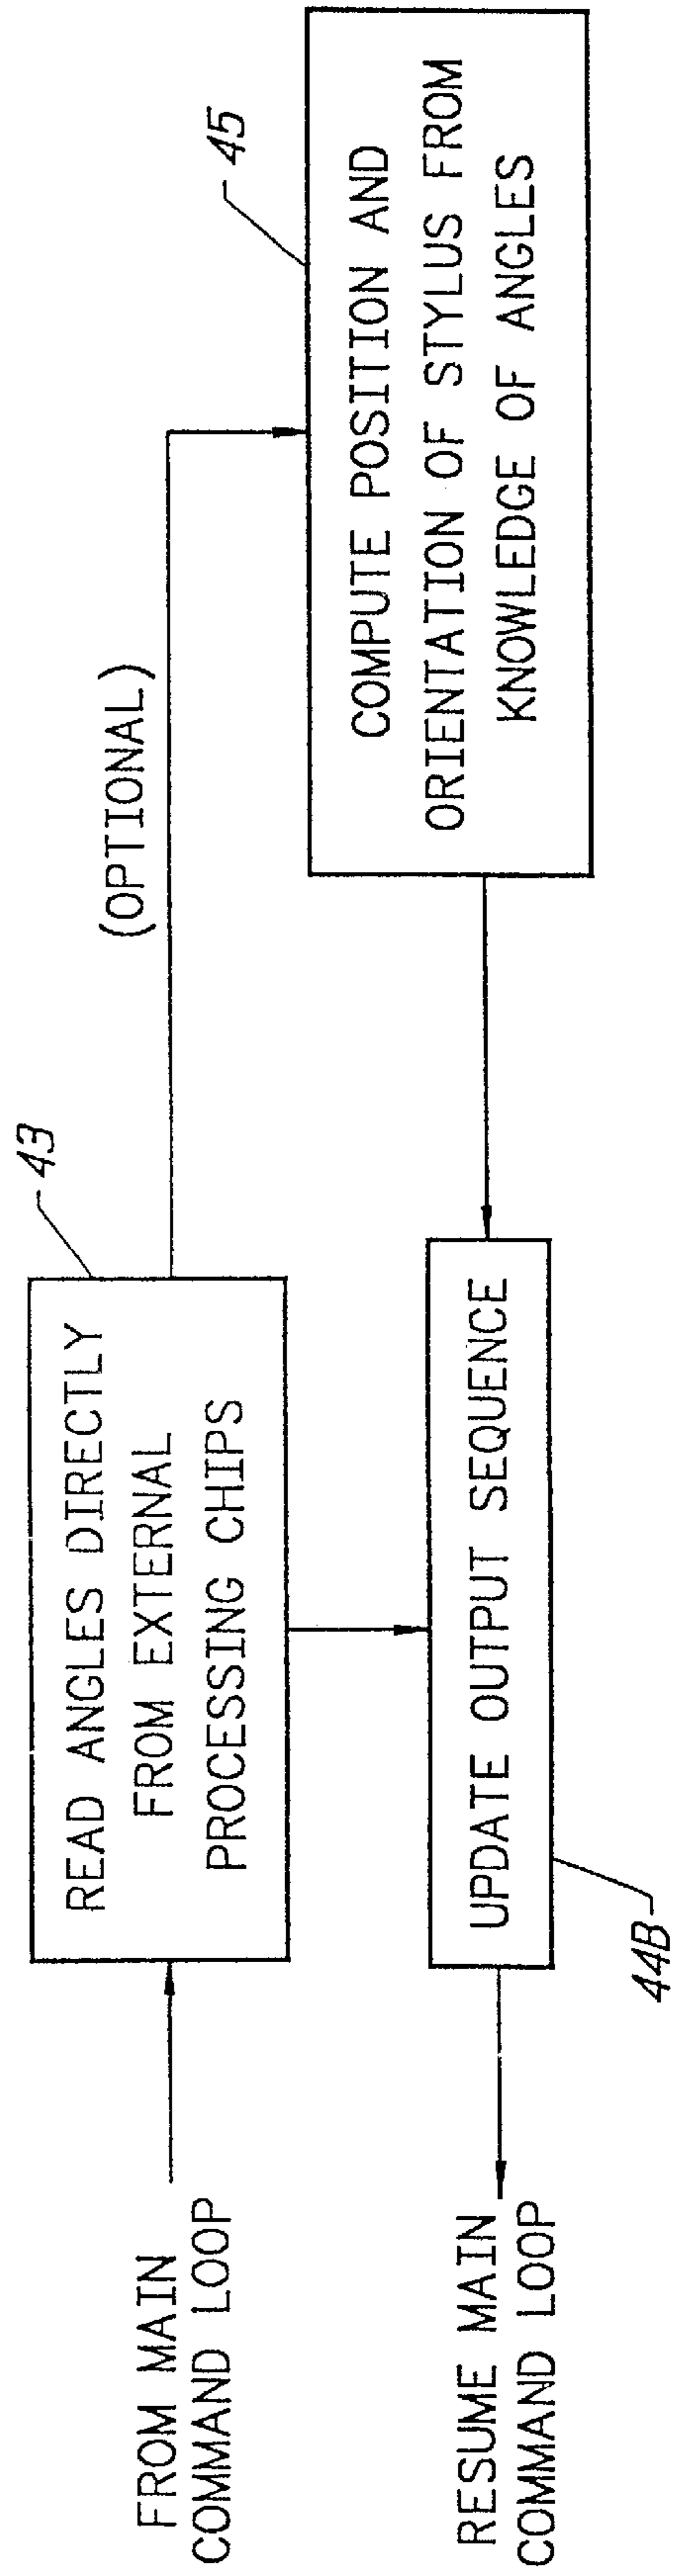 FROM MAIN
COMMAND LOOP
READ ANGLES DIRECTLY
FROM EXTERNAL
PROCESSING CHIPS
43
(OPTIONAL)
45
COMPUTE POSITION AND
ORIENTATION OF STYLUS FROM
KNOWLEDGE OF ANGLES
UPDATE OUTPUT SEQUENCE
44B
RESUME MAIN
COMMAND LOOP